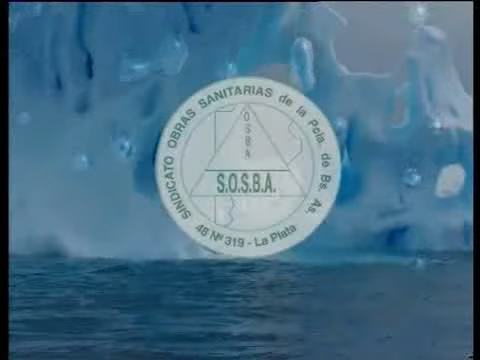 SINDICATO OBRAS SANITARIAS de la Pcia. de Bs. As.
OSBA
S.O.S.B.A.
48 Nº 319 - La Plata